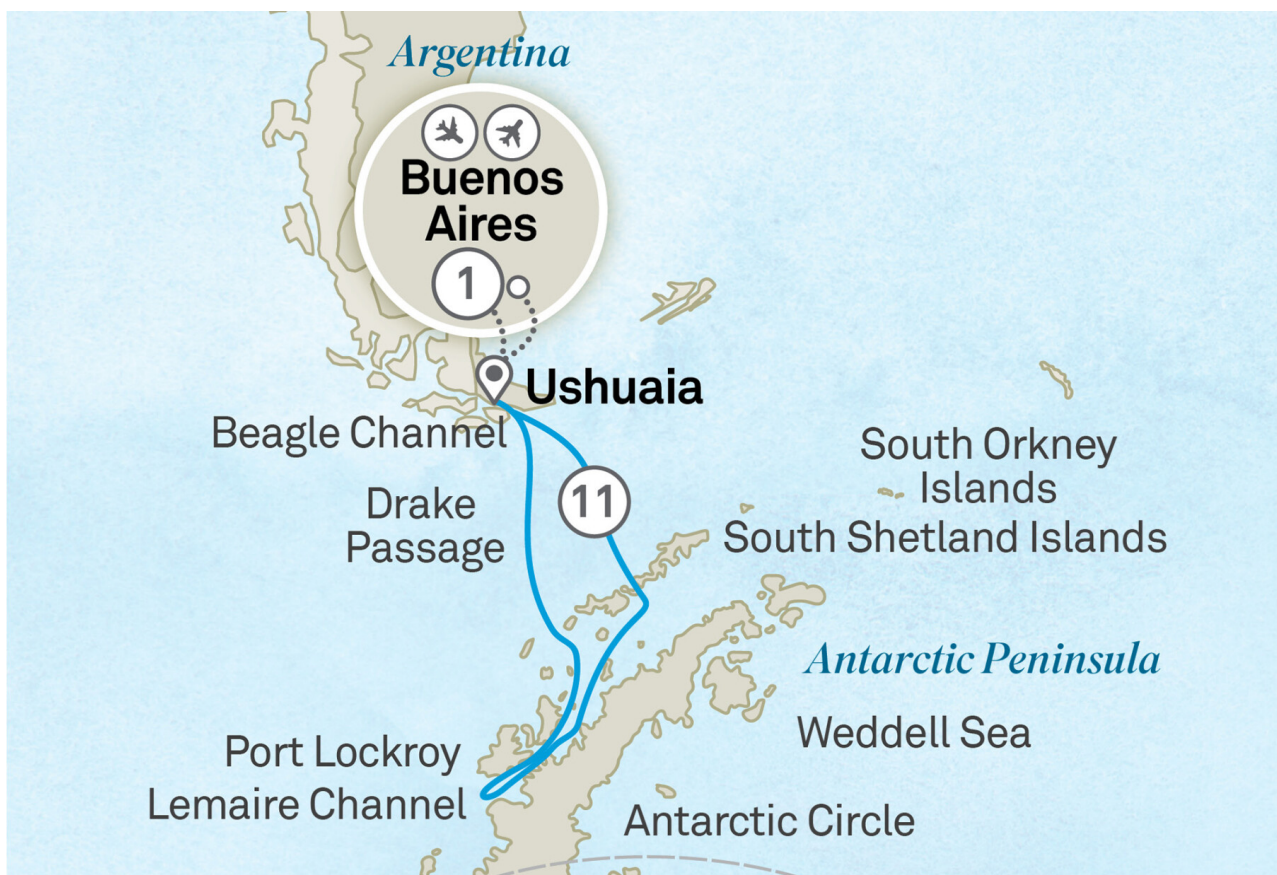 Argentina
Buenos
Aires
1
Ushuaia
Beagle Channel
Drake
Passage
11
South Orkney
Islands
South Shetland Islands
Antarctic Peninsula
Weddell Sea
Port Lockroy
Lemaire Channel
Antarctic Circle